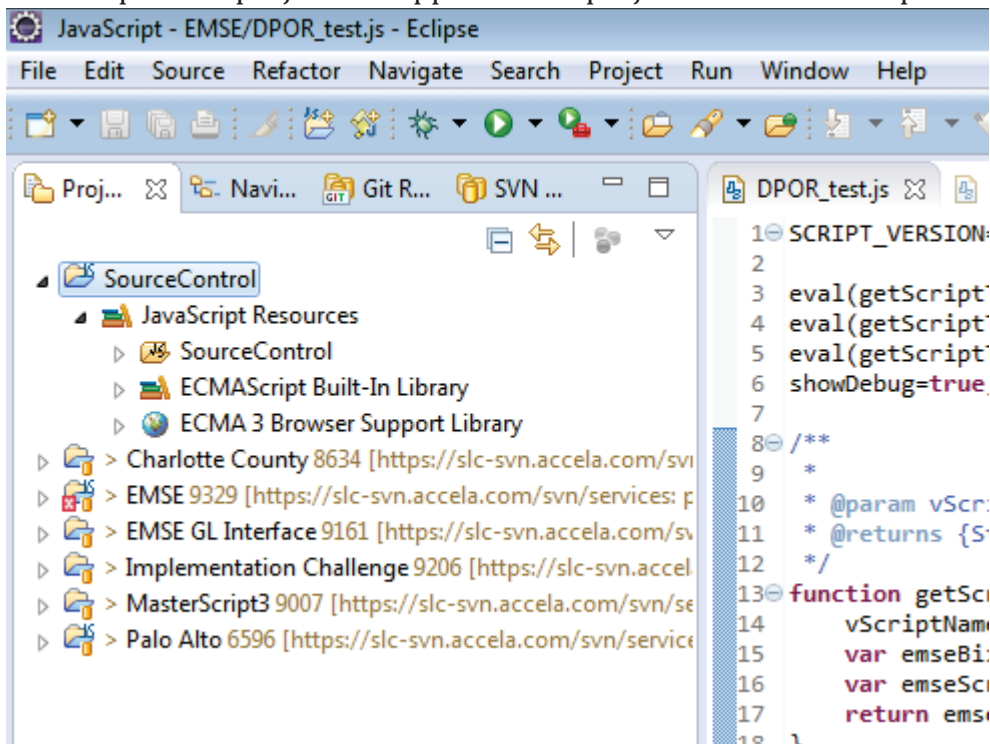 JavaScript - EMSE/DPOR_test.js - Eclipse
File Edit Source Refactor Navigate Search Project Run Window Help
Proj... Navi... Git R... SVN ...
DPOR_test.js
SourceControl
JavaScript Resources
SourceControl
ECMAScript Built-In Library
ECMA 3 Browser Support Library
> Charlotte County 8634 [https://slc-svn.accela.com/sv
> EMSE 9329 [https://slc-svn.accela.com/svn/services: p
> EMSE GL Interface 9161 [https://slc-svn.accela.com/sv
> Implementation Challenge 9206 [https://slc-svn.accel
> MasterScript3 9007 [https://slc-svn.accela.com/svn/se
> Palo Alto 6596 [https://slc-svn.accela.com/svn/service
1 SCRIPT_VERSION=
2
3 eval(getScript
4 eval(getScript
5 eval(getScript
6 showDebug=true
7
8 /**
9 *
10 * @param vScri
11 * @returns {St
12 */
13 function getScr
14 vScriptName
15 var emseBi
16 var emseScr
17 return emse
18 }